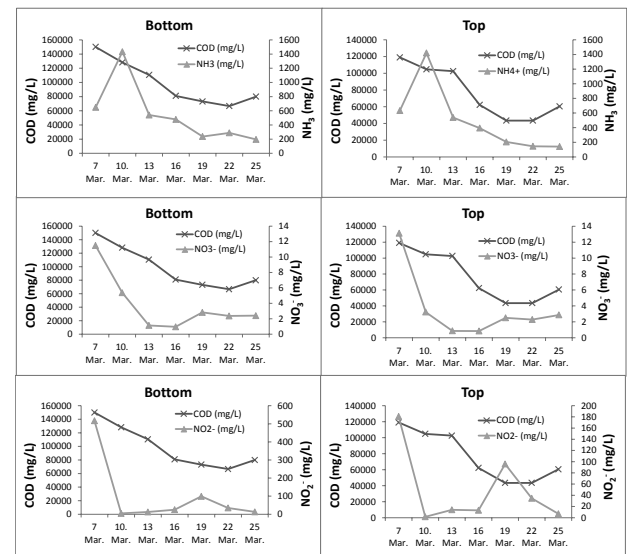 Bottom
COD (mg/L)
NH3 (mg/L)
160000
140000
120000
100000
80000
60000
40000
20000
0
COD (mg/L)
1600
1400
1200
1000
800
600
400
200
0
NH₃ (mg/L)
7 10. 13 16 19 22 25
Mar. Mar. Mar. Mar. Mar. Mar. Mar.
Top
COD (mg/L)
NH4+ (mg/L)
140000
120000
100000
80000
60000
40000
20000
0
COD (mg/L)
1600
1400
1200
1000
800
600
400
200
0
NH₃ (mg/L)
7 10. 13 16 19 22 25
Mar. Mar. Mar. Mar. Mar. Mar. Mar.
Bottom
COD (mg/L)
NO3- (mg/L)
160000
140000
120000
100000
80000
60000
40000
20000
0
COD (mg/L)
14
12
10
8
6
4
2
0
NO₃⁻ (mg/L)
7 10. 13 16 19 22 25
Mar. Mar. Mar. Mar. Mar. Mar. Mar.
Top
COD (mg/L)
NO3- (mg/L)
140000
120000
100000
80000
60000
40000
20000
0
COD (mg/L)
14
12
10
8
6
4
2
0
NO₃⁻ (mg/L)
7 10. 13 16 19 22 25
Mar. Mar. Mar. Mar. Mar. Mar. Mar.
Bottom
COD (mg/L)
NO2- (mg/L)
160000
140000
120000
100000
80000
60000
40000
20000
0
COD (mg/L)
600
500
400
300
200
100
0
NO₂⁻ (mg/L)
7 10. 13 16 19 22 25
Mar. Mar. Mar. Mar. Mar. Mar. Mar.
Top
COD (mg/L)
NO2- (mg/L)
140000
120000
100000
80000
60000
40000
20000
0
COD (mg/L)
200
180
160
140
120
100
80
60
40
20
0
NO₂⁻ (mg/L)
7 10. 13 16 19 22 25
Mar. Mar. Mar. Mar. Mar. Mar. Mar.